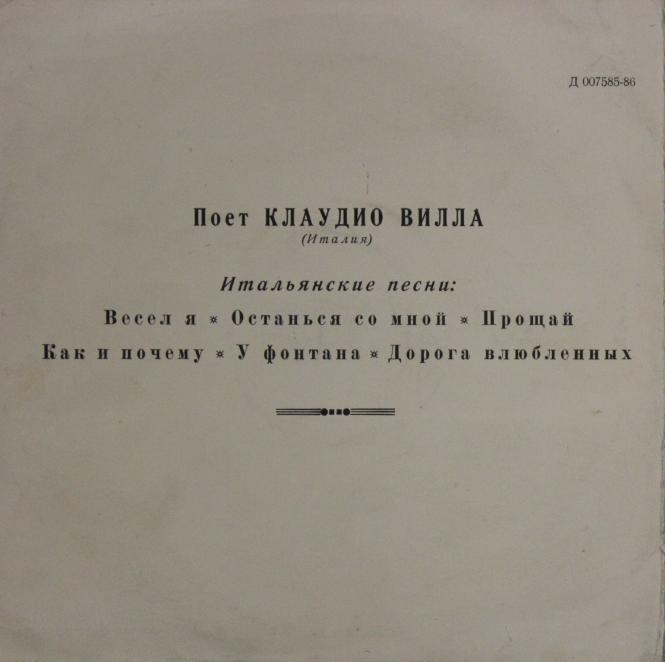 Д 007585-86
Поет КЛАУДИО ВИЛЛА
(Италия)
Итальянские песни:
Весел я ※ Останься со мной ※ Прощай
Как и почему ※ У фонтана ※ Дорога влюбленных